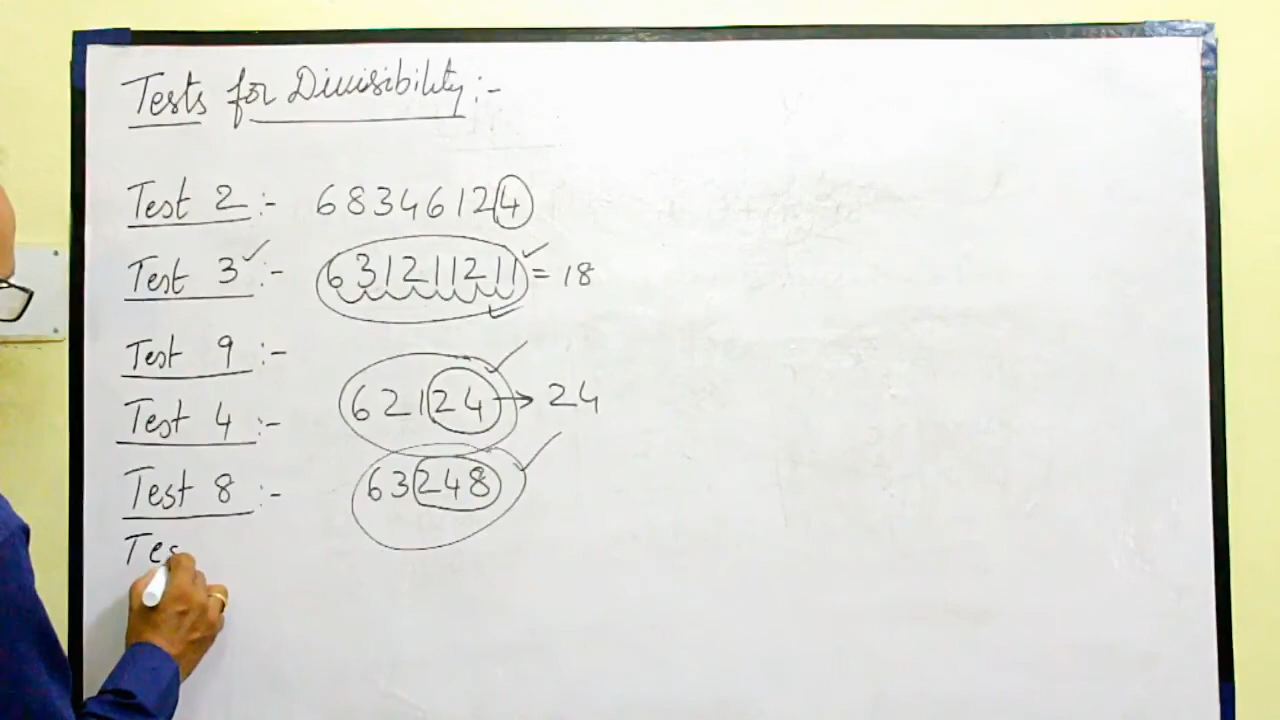 Tests for Divisibility :-
Test 2 :- 68346124
Test 3 :- 631211211 = 18
Test 9 :-
62124 → 24
Test 4 :-
Test 8 :- 63248
Tes